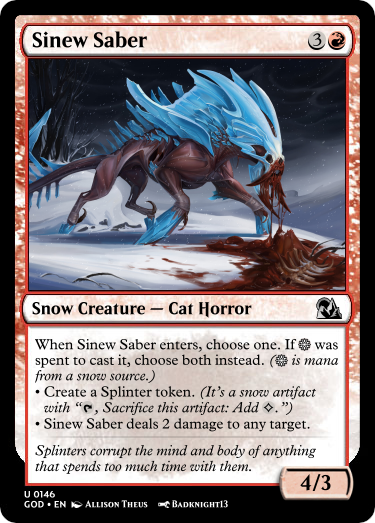 Sinew Saber 3
Snow Creature — Cat Horror
When Sinew Saber enters, choose one. If was
spent to cast it, choose both instead. ( is mana
from a snow source.)
• Create a Splinter token. (It's a snow artifact
with “, Sacrifice this artifact: Add .”)
• Sinew Saber deals 2 damage to any target.
Splinters corrupt the mind and body of anything
that spends too much time with them.
4/3
U 0146
GOD • EN Allison Theus Badknight13